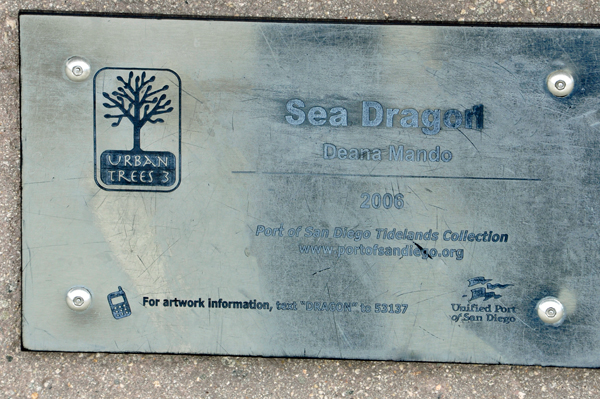 URBAN
TREES 3
Sea Dragon
Deana Mando
2006
Port of San Diego Tidelands Collection
www.portofsandiego.org
For artwork information, text "DRAGON" to 53137
Unified Port
of San Diego